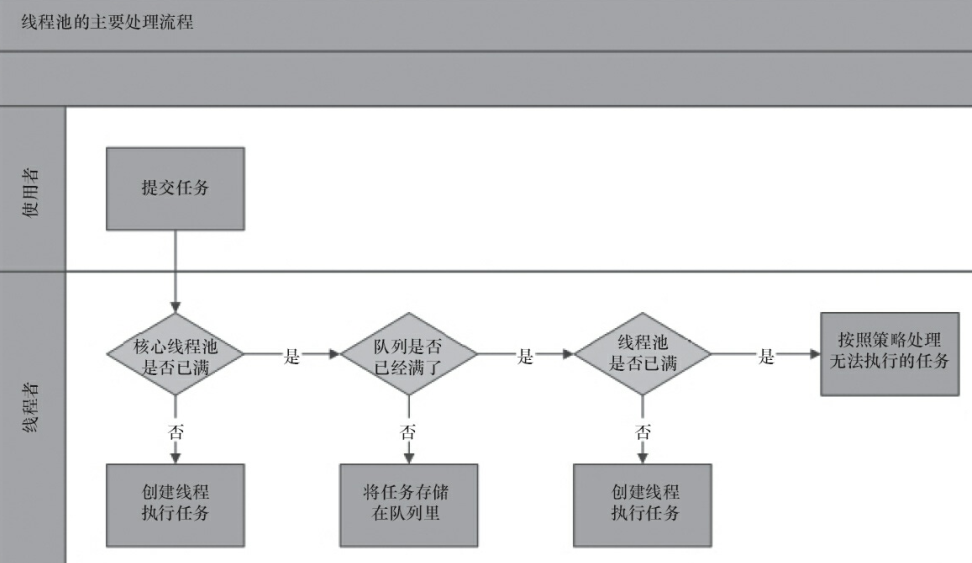 线程池的主要处理流程
使用者
提交任务
线程者
核心线程池
是否已满
是
队列是否
已经满了
是
线程池
是否已满
是
按照策略处理
无法执行的任务
否
否
否
创建线程
执行任务
将任务存储
在队列里
创建线程
执行任务